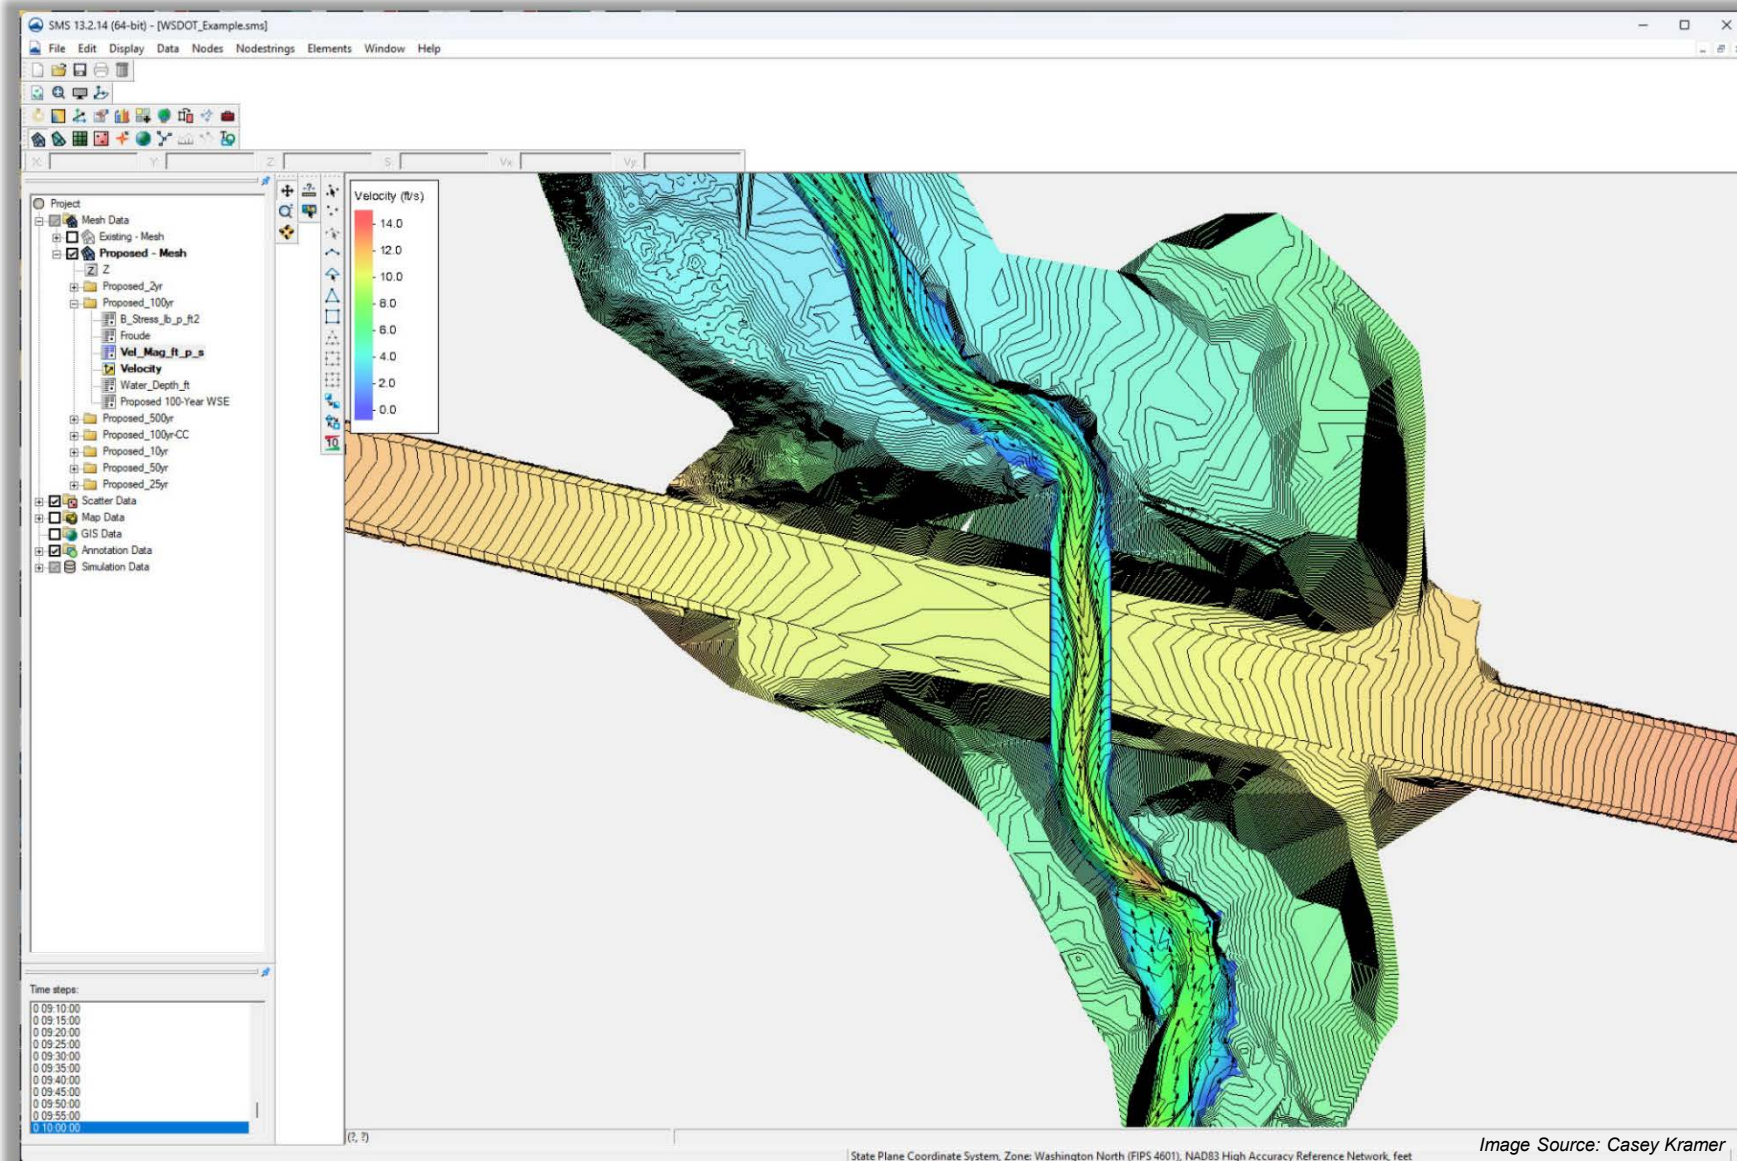 SMS 13.2.14 (64-bit) - [WSDOT_Example.sms]
File Edit Display Data Nodes Nodestrings Elements Window Help
X: Y: Z: S: Vx: Vy:
Project
Mesh Data
Existing - Mesh
Proposed - Mesh
Z Z
Proposed_2yr
Proposed_100yr
B_Stress_lb_p_ft2
Froude
Vel_Mag_ft_p_s
Velocity
Water_Depth_ft
Proposed 100-Year WSE
Proposed_500yr
Proposed_100yr-CC
Proposed_10yr
Proposed_50yr
Proposed_25yr
Scatter Data
Map Data
GIS Data
Annotation Data
Simulation Data
10
Velocity (ft/s)
14.0
12.0
10.0
8.0
6.0
4.0
2.0
0.0
Time steps:
0 09:10:00
0 09:15:00
0 09:20:00
0 09:25:00
0 09:30:00
0 09:35:00
0 09:40:00
0 09:45:00
0 09:50:00
0 09:55:00
0 10:00:00
(?, ?)
Image Source: Casey Kramer
State Plane Coordinate System, Zone: Washington North (FIPS 4601), NAD83 High Accuracy Reference Network, feet